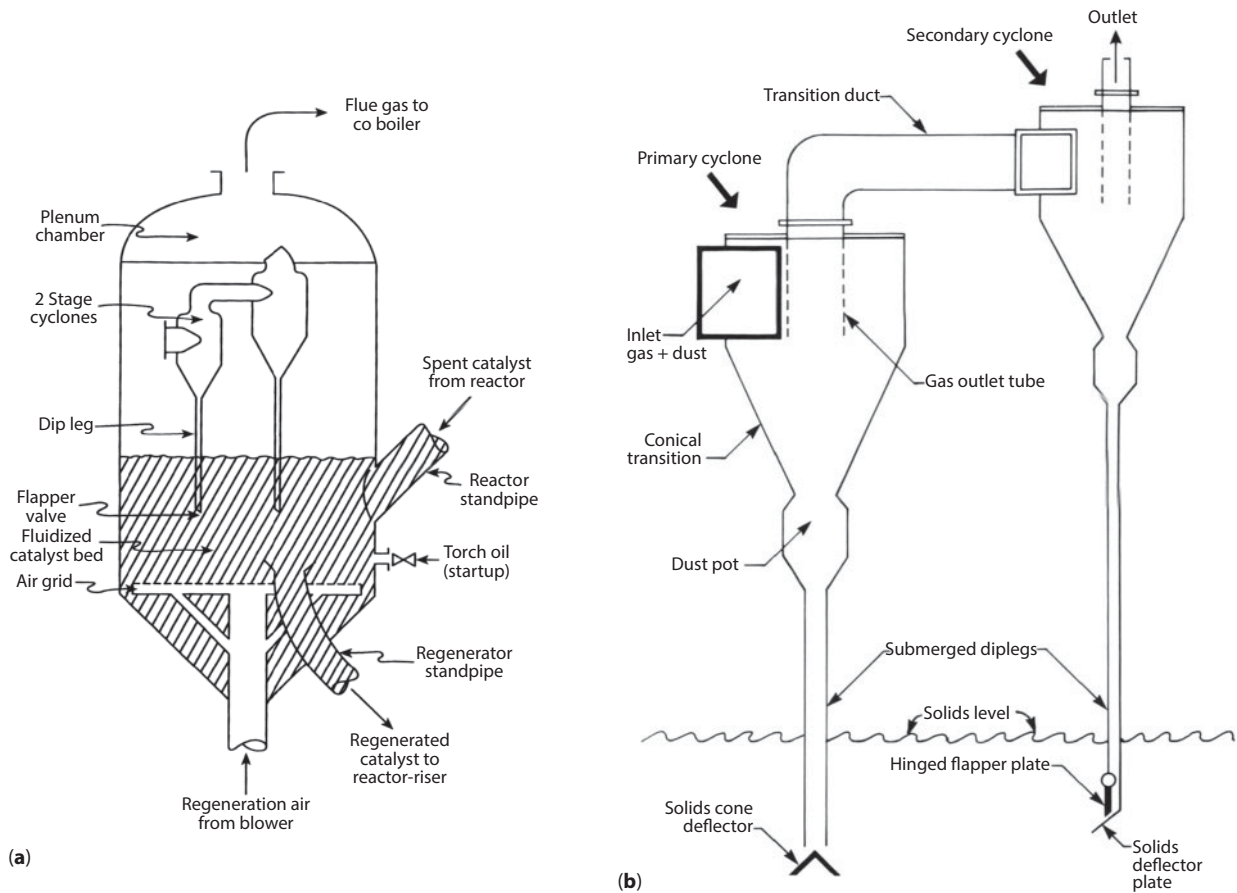 Flue gas to
co boiler
Plenum
chamber
2 Stage
cyclones
Spent catalyst
from reactor
Dip leg
Reactor
standpipe
Flapper
valve
Fluidized
catalyst bed
Torch oil
(startup)
Air grid
Regenerator
standpipe
Regenerated
catalyst to
reactor-riser
Regeneration air
from blower
(a)
Outlet
Secondary cyclone
Transition duct
Primary cyclone
Inlet
gas + dust
Gas outlet tube
Conical
transition
Dust pot
Submerged diplegs
Solids level
Hinged flapper plate
Solids cone
deflector
Solids
deflector
plate
(b)